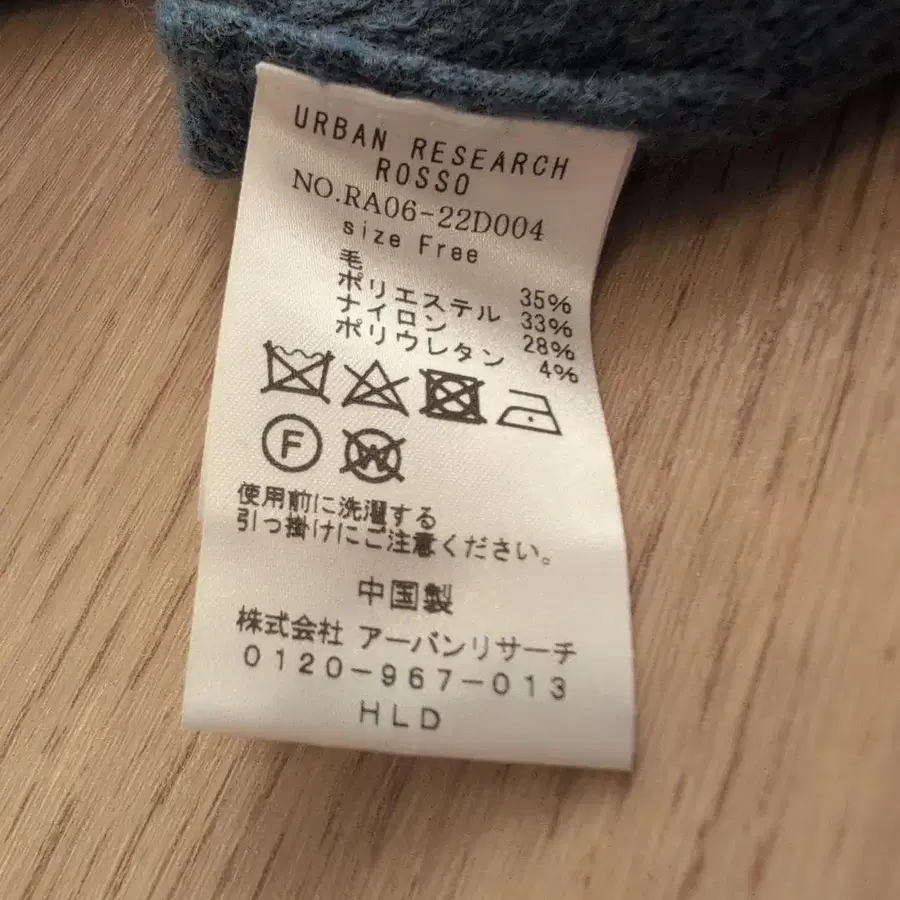 URBAN RESEARCH
ROSSO
NO.RA06-22D004
size Free
毛 35%
ポリエステル 33%
ナイロン 28%
ポリウレタン 4%
F W
使用前に洗濯する
引っ掛けにご注意ください。
中国製
株式会社 アーバンリサーチ
0120-967-013
HLD